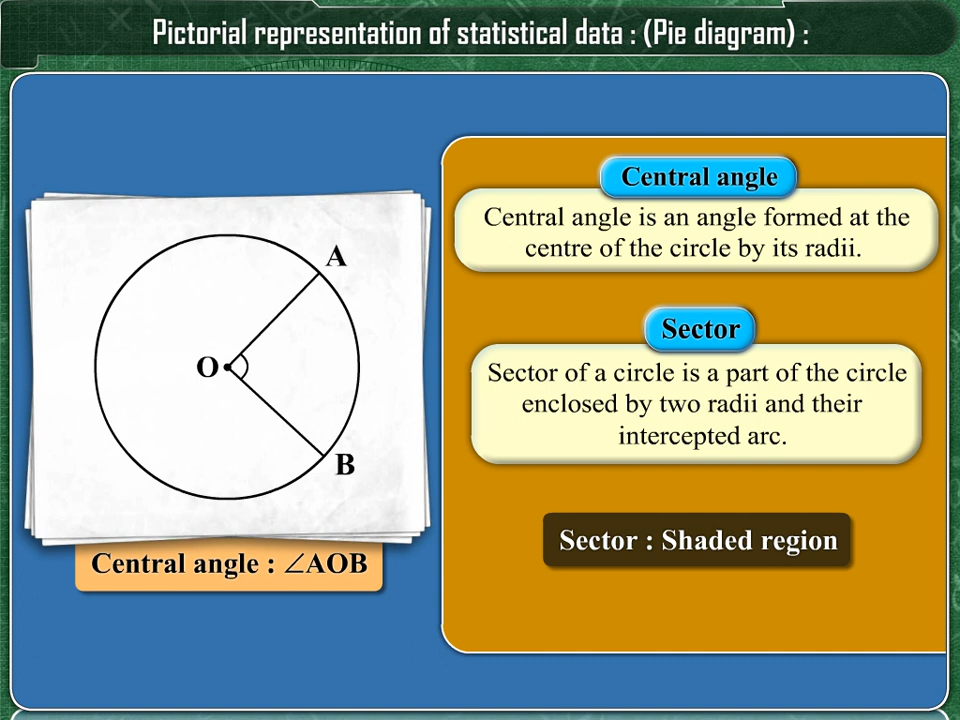 Pictorial representation of statistical data : (Pie diagram) :
A
O
B
Central angle : ∠AOB
Central angle
Central angle is an angle formed at the
centre of the circle by its radii.
Sector
Sector of a circle is a part of the circle
enclosed by two radii and their
intercepted arc.
Sector : Shaded region